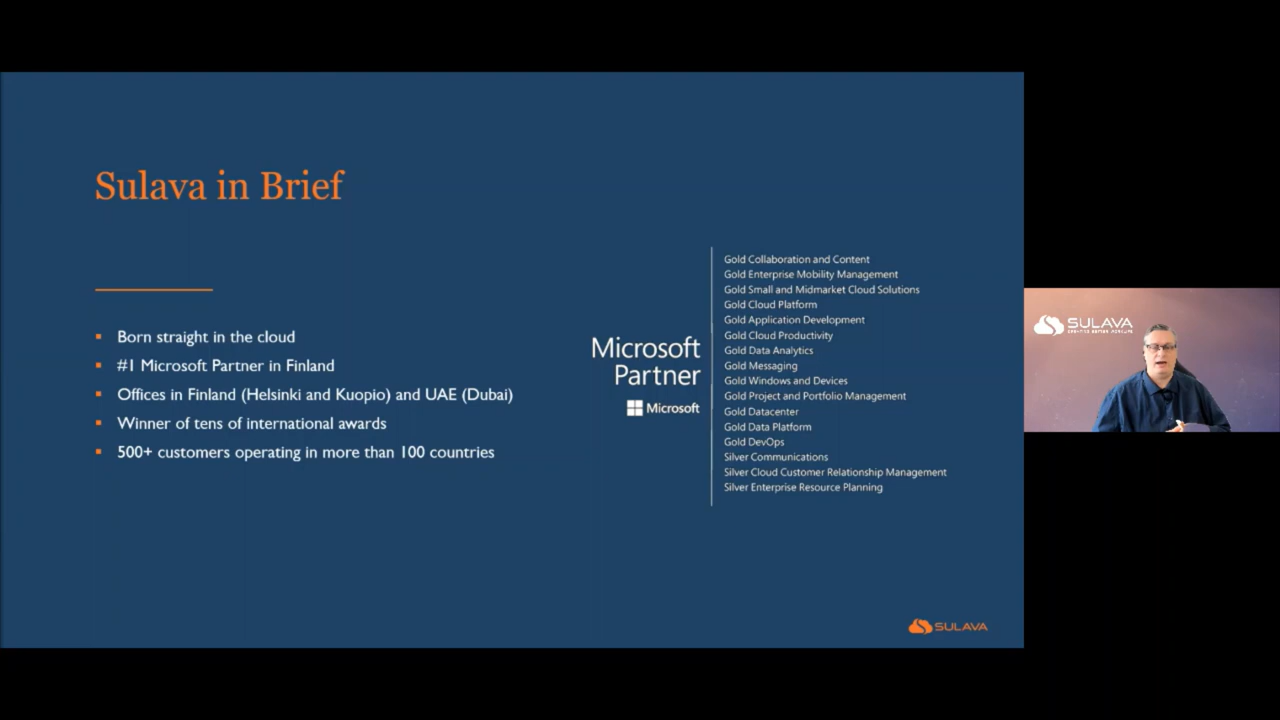 Sulava in Brief
Born straight in the cloud
#1 Microsoft Partner in Finland
Offices in Finland (Helsinki and Kuopio) and UAE (Dubai)
Winner of tens of international awards
500+ customers operating in more than 100 countries
Microsoft
Partner
Microsoft
Gold Collaboration and Content
Gold Enterprise Mobility Management
Gold Small and Midmarket Cloud Solutions
Gold Cloud Platform
Gold Application Development
Gold Cloud Productivity
Gold Data Analytics
Gold Messaging
Gold Windows and Devices
Gold Project and Portfolio Management
Gold Datacenter
Gold Data Platform
Gold DevOps
Silver Communications
Silver Cloud Customer Relationship Management
Silver Enterprise Resource Planning
SULAVA
SULAVA